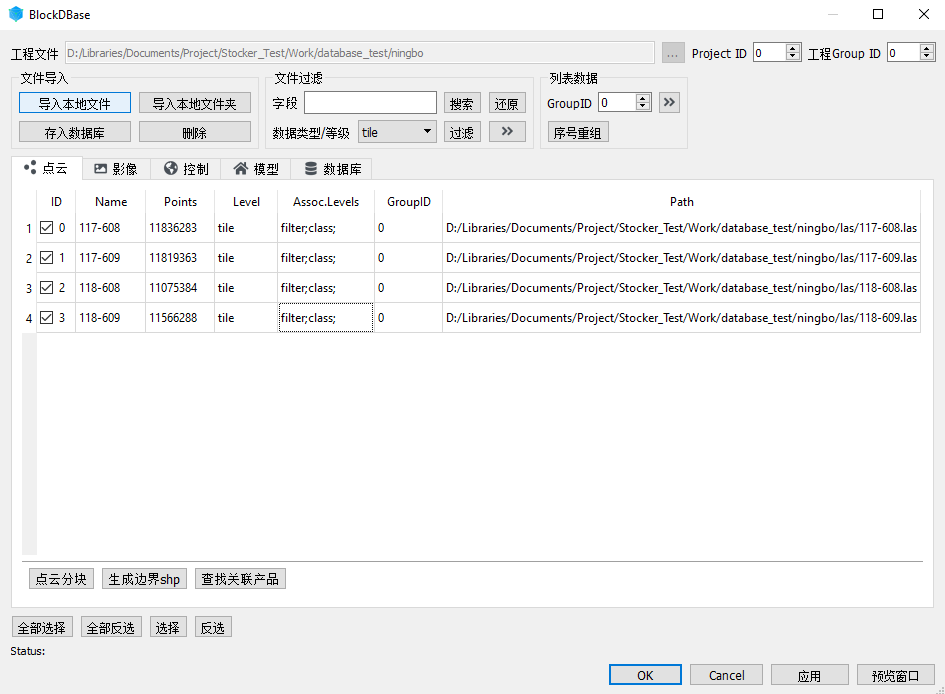 BlockDBase
工程文件 D:/Libraries/Documents/Project/Stocker_Test/Work/database_test/ningbo ... Project ID 0 工程Group ID 0
文件导入 文件过滤 列表数据
导入本地文件 导入本地文件夹 字段 搜索 还原 GroupID 0 >>
存入数据库 删除 数据类型/等级 tile 过滤 >> 序号重组
点云 影像 控制 模型 数据库
ID Name Points Level Assoc.Levels GroupID Path
1 0 117-608 11836283 tile filter;class; 0 D:/Libraries/Documents/Project/Stocker_Test/Work/database_test/ningbo/las/117-608.las
2 1 117-609 11819363 tile filter;class; 0 D:/Libraries/Documents/Project/Stocker_Test/Work/database_test/ningbo/las/117-609.las
3 2 118-608 11075384 tile filter;class; 0 D:/Libraries/Documents/Project/Stocker_Test/Work/database_test/ningbo/las/118-608.las
4 3 118-609 11566288 tile filter;class; 0 D:/Libraries/Documents/Project/Stocker_Test/Work/database_test/ningbo/las/118-609.las
点云分块 生成边界shp 查找关联产品
全部选择 全部反选 选择 反选
Status:
OK Cancel 应用 预览窗口